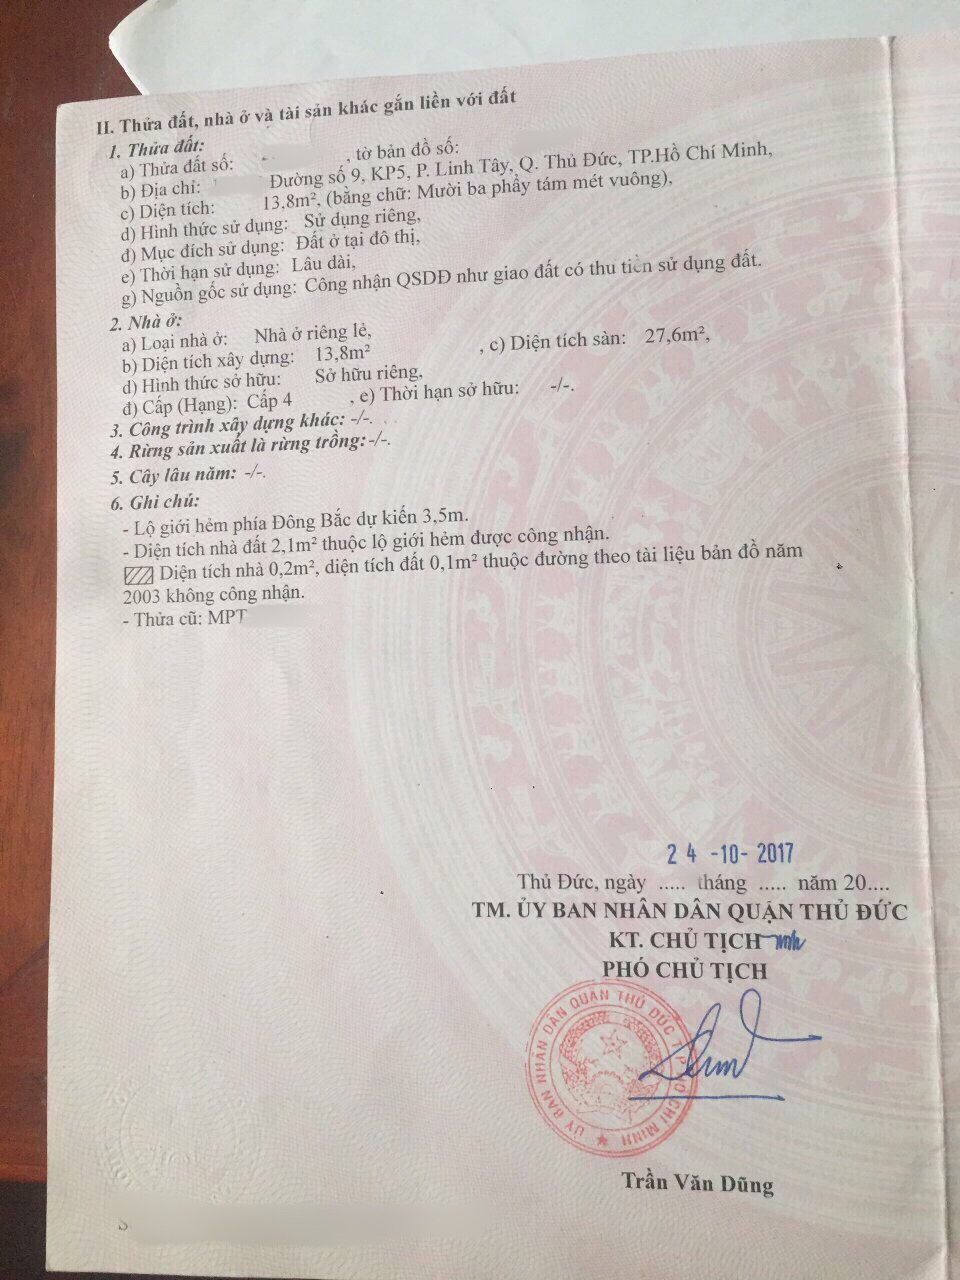 II. Thửa đất, nhà ở và tài sản khác gắn liền với đất
1. Thửa đất:
a) Thửa đất số: , tờ bản đồ số:
b) Địa chỉ: Đường số 9, KP5, P. Linh Tây, Q. Thủ Đức, TP.Hồ Chí Minh,
c) Diện tích: 13,8m², (bằng chữ: Mười ba phẩy tám mét vuông),
d) Hình thức sử dụng: Sử dụng riêng,
đ) Mục đích sử dụng: Đất ở tại đô thị,
e) Thời hạn sử dụng: Lâu dài,
g) Nguồn gốc sử dụng: Công nhận QSDĐ như giao đất có thu tiền sử dụng đất.
2. Nhà ở:
a) Loại nhà ở: Nhà ở riêng lẻ,
b) Diện tích xây dựng: 13,8m² , c) Diện tích sàn: 27,6m²,
d) Hình thức sở hữu: Sở hữu riêng,
đ) Cấp (Hạng): Cấp 4 , e) Thời hạn sở hữu: -/-.
3. Công trình xây dựng khác: -/-.
4. Rừng sản xuất là rừng trồng: -/-.
5. Cây lâu năm: -/-.
6. Ghi chú:
- Lộ giới hẻm phía Đông Bắc dự kiến 3,5m.
- Diện tích nhà đất 2,1m² thuộc lộ giới hẻm được công nhận.
Diện tích nhà 0,2m², diện tích đất 0,1m² thuộc đường theo tài liệu bản đồ năm
2003 không công nhận.
- Thửa cũ: MPT
24 -10- 2017
Thủ Đức, ngày ..... tháng ..... năm 20....
TM. ỦY BAN NHÂN DÂN QUẬN THỦ ĐỨC
KT. CHỦ TỊCH
PHÓ CHỦ TỊCH
ỦY BAN NHÂN DÂN QUẬN THỦ ĐỨC T.P HỒ CHÍ MINH
Trần Văn Dũng